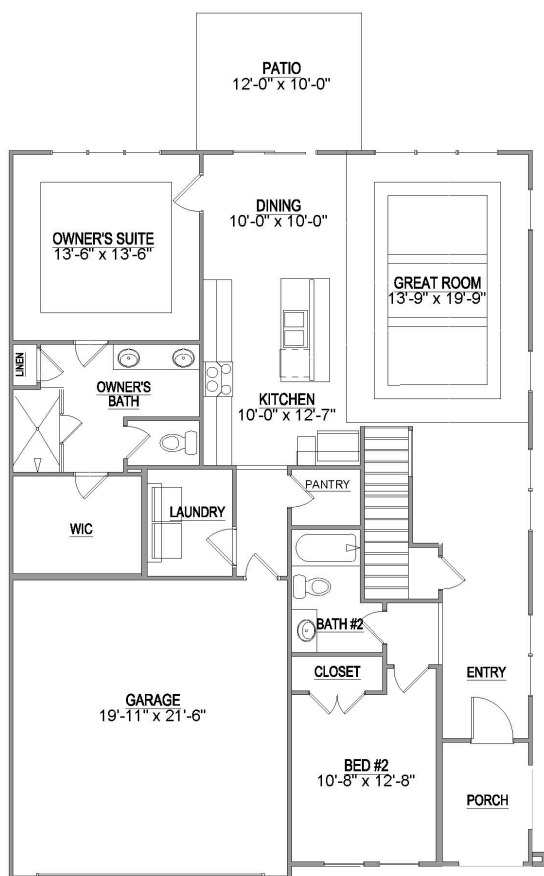 PATIO
12'-0" x 10'-0"
DINING
10'-0" x 10'-0"
OWNER'S SUITE
13'-6" x 13'-6"
GREAT ROOM
13'-9" x 19'-9"
LINEN
OWNER'S
BATH
KITCHEN
10'-0" x 12'-7"
PANTRY
LAUNDRY
WIC
BATH #2
CLOSET
ENTRY
GARAGE
19'-11" x 21'-6"
BED #2
10'-8" x 12'-8"
PORCH